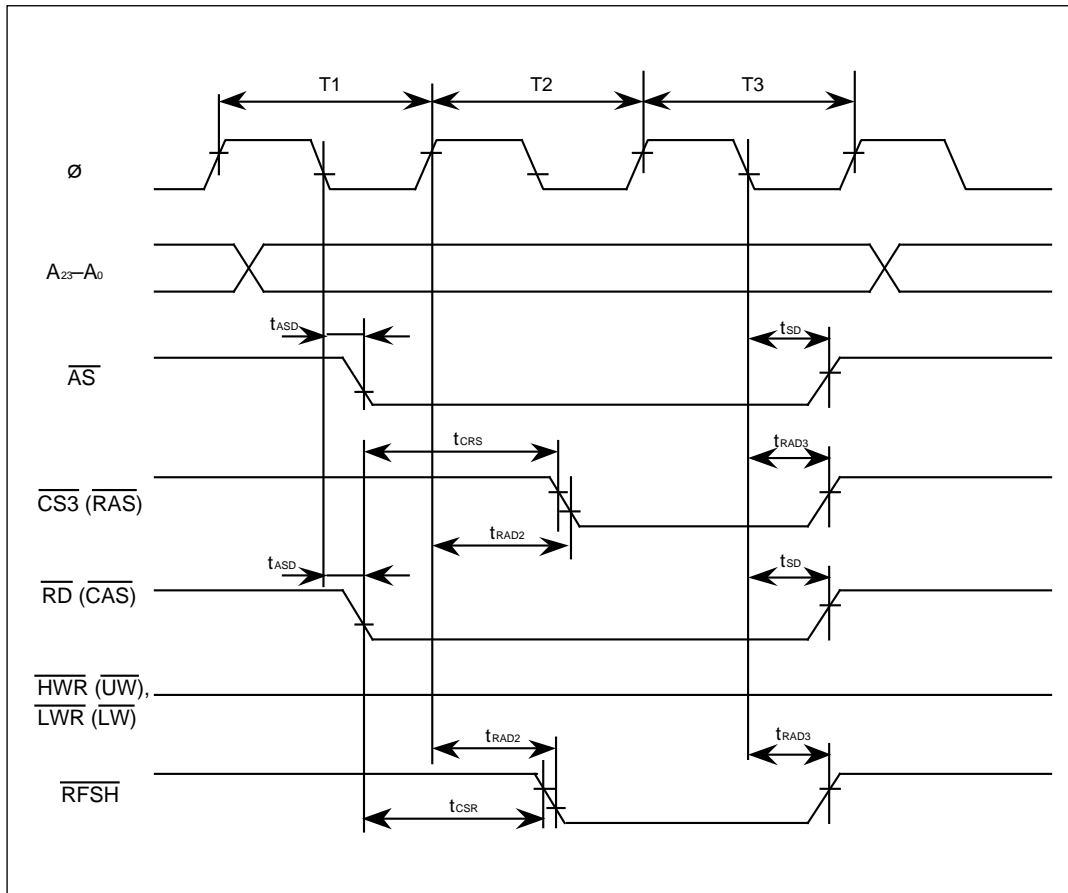 T1 T2 T3
ø
A23–A0
tASD tSD
AS
tCRS tRAD3
CS3 (RAS)
tRAD2
tASD tSD
RD (CAS)
HWR (UW),
LWR (LW)
tRAD2 tRAD3
RFSH
tCSR